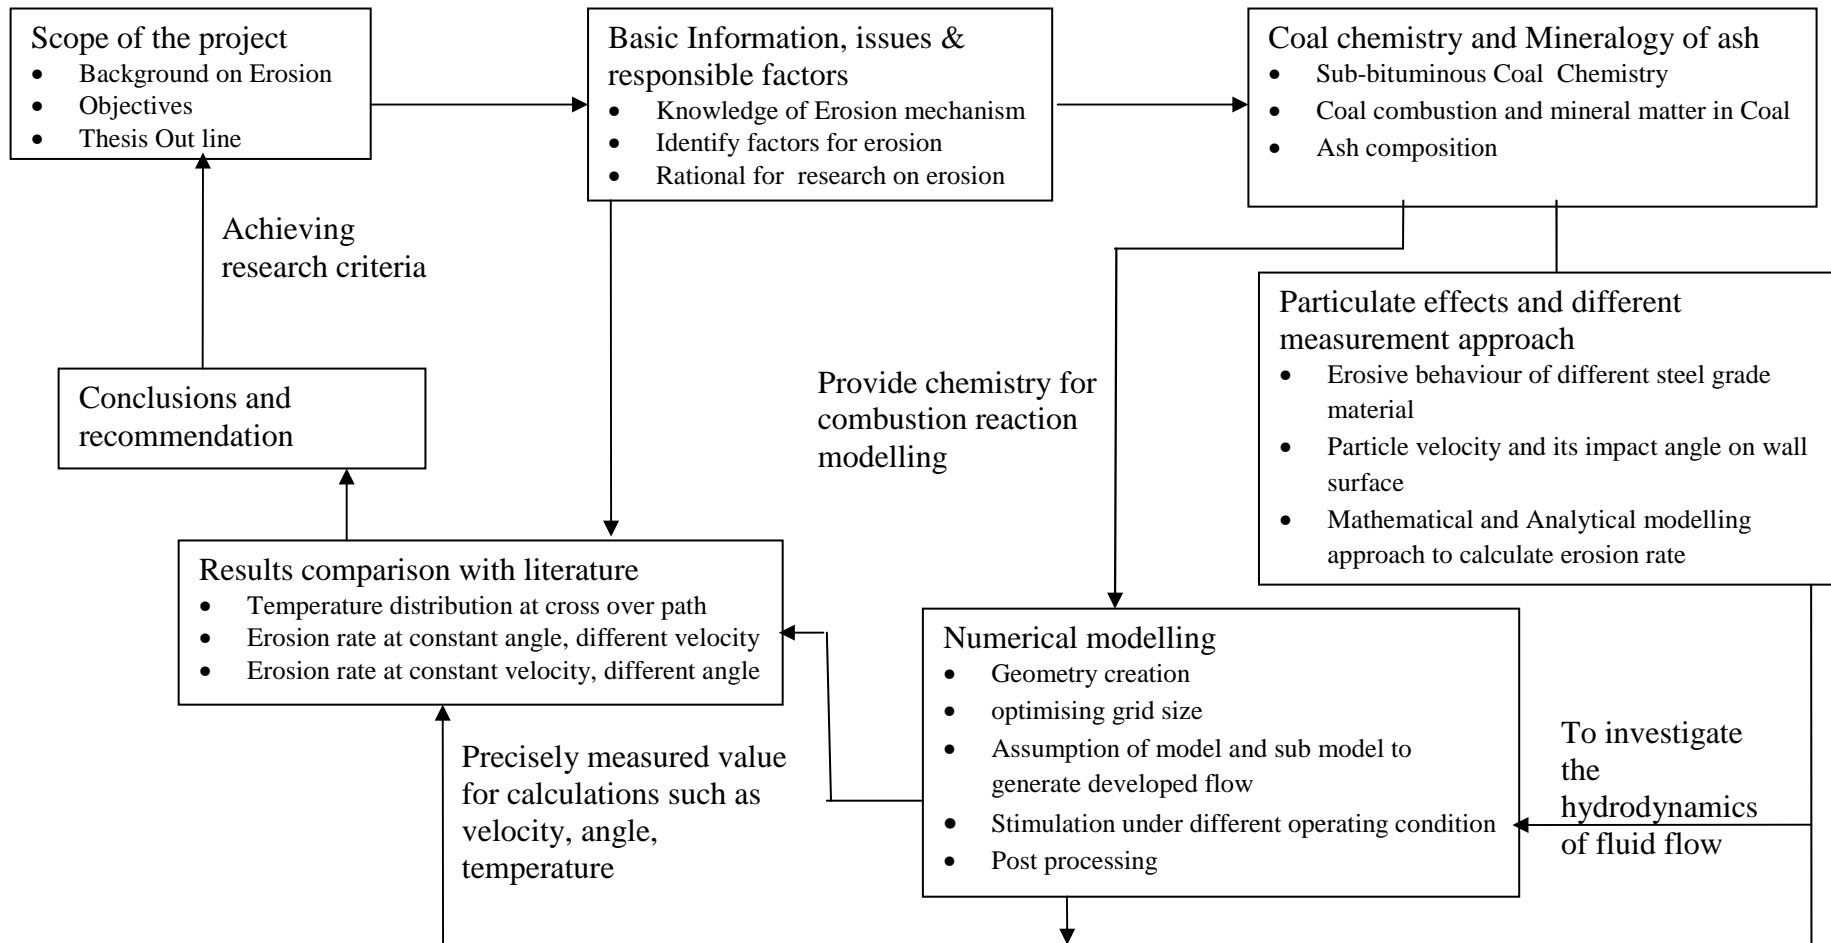 Scope of the project
• Background on Erosion
• Objectives
• Thesis Out line
Basic Information, issues &
responsible factors
• Knowledge of Erosion mechanism
• Identify factors for erosion
• Rational for research on erosion
Coal chemistry and Mineralogy of ash
• Sub-bituminous Coal Chemistry
• Coal combustion and mineral matter in Coal
• Ash composition
Achieving
research criteria
Particulate effects and different
measurement approach
• Erosive behaviour of different steel grade
material
• Particle velocity and its impact angle on wall
surface
• Mathematical and Analytical modelling
approach to calculate erosion rate
Provide chemistry for
combustion reaction
modelling
Conclusions and
recommendation
Results comparison with literature
• Temperature distribution at cross over path
• Erosion rate at constant angle, different velocity
• Erosion rate at constant velocity, different angle
Numerical modelling
• Geometry creation
• optimising grid size
• Assumption of model and sub model to
generate developed flow
• Stimulation under different operating condition
• Post processing
To investigate
the
hydrodynamics
of fluid flow
Precisely measured value
for calculations such as
velocity, angle,
temperature